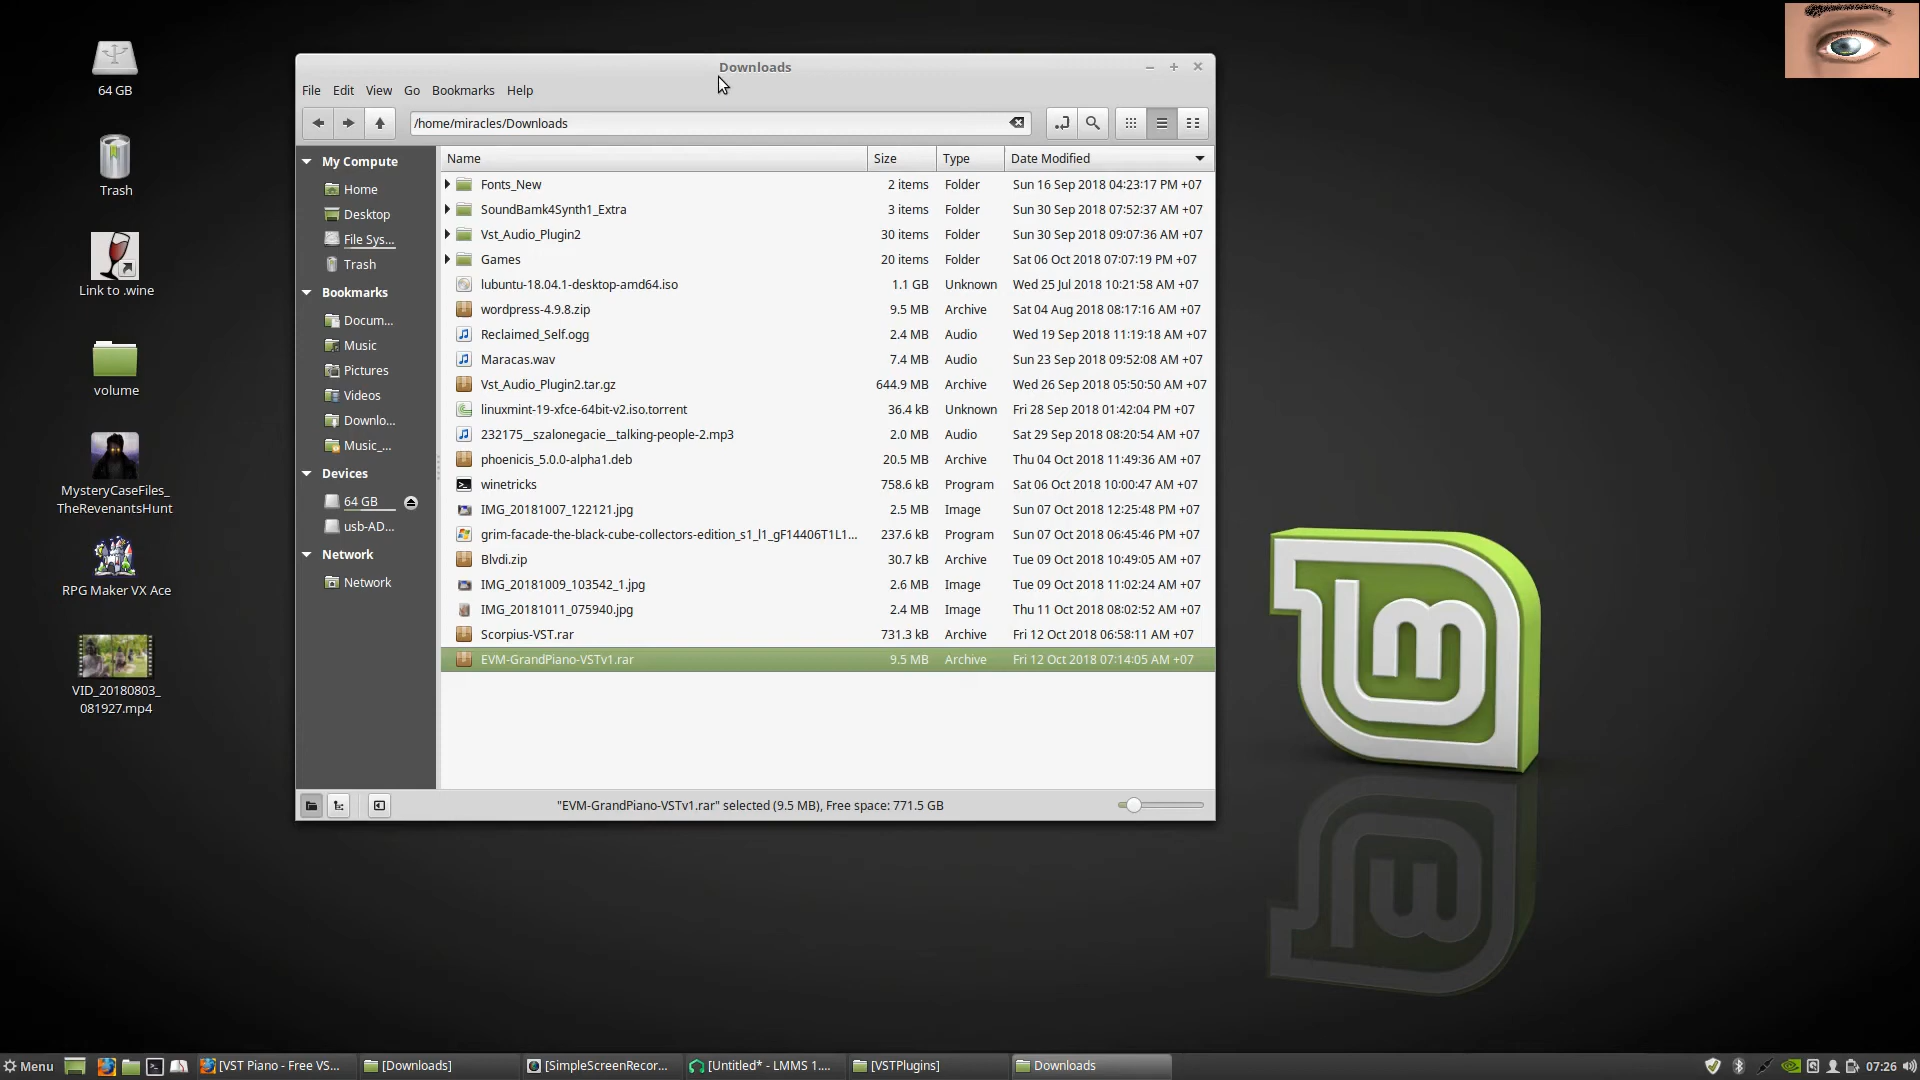 64 GB
Trash
Link to .wine
volume
MysteryCaseFiles_
TheRevenantsHunt
RPG Maker VX Ace
VID_20180803_
081927.mp4
Downloads
File Edit View Go Bookmarks Help
/home/miracles/Downloads
My Compute
Home
Desktop
File Sys...
Trash
Bookmarks
Docum...
Music
Pictures
Videos
Downlo...
Music_...
Devices
64 GB
usb-AD...
Network
Network
Name Size Type Date Modified
Fonts_New 2 items Folder Sun 16 Sep 2018 04:23:17 PM +07
SoundBamk4Synth1_Extra 3 items Folder Sun 30 Sep 2018 07:52:37 AM +07
Vst_Audio_Plugin2 30 items Folder Sun 30 Sep 2018 09:07:36 AM +07
Games 20 items Folder Sat 06 Oct 2018 07:07:19 PM +07
lubuntu-18.04.1-desktop-amd64.iso 1.1 GB Unknown Wed 25 Jul 2018 10:21:58 AM +07
wordpress-4.9.8.zip 9.5 MB Archive Sat 04 Aug 2018 08:17:16 AM +07
Reclaimed_Self.ogg 2.4 MB Audio Wed 19 Sep 2018 11:19:18 AM +07
Maracas.wav 7.4 MB Audio Sun 23 Sep 2018 09:52:08 AM +07
Vst_Audio_Plugin2.tar.gz 644.9 MB Archive Wed 26 Sep 2018 05:50:50 AM +07
linuxmint-19-xfce-64bit-v2.iso.torrent 36.4 kB Unknown Fri 28 Sep 2018 01:42:04 PM +07
232175__szalonegacie__talking-people-2.mp3 2.0 MB Audio Sat 29 Sep 2018 08:20:54 AM +07
phoenicis_5.0.0-alpha1.deb 20.5 MB Archive Thu 04 Oct 2018 11:49:36 AM +07
winetricks 758.6 kB Program Sat 06 Oct 2018 10:00:47 AM +07
IMG_20181007_122121.jpg 2.5 MB Image Sun 07 Oct 2018 12:25:48 PM +07
grim-facade-the-black-cube-collectors-edition_s1_l1_gF14406T1L1... 237.6 kB Program Sun 07 Oct 2018 06:45:46 PM +07
Blvdi.zip 30.7 kB Archive Tue 09 Oct 2018 10:49:05 AM +07
IMG_20181009_103542_1.jpg 2.6 MB Image Tue 09 Oct 2018 11:02:24 AM +07
IMG_20181011_075940.jpg 2.4 MB Image Thu 11 Oct 2018 08:02:52 AM +07
Scorpius-VST.rar 731.3 kB Archive Fri 12 Oct 2018 06:58:11 AM +07
EVM-GrandPiano-VSTv1.rar 9.5 MB Archive Fri 12 Oct 2018 07:14:05 AM +07
"EVM-GrandPiano-VSTv1.rar" selected (9.5 MB), Free space: 771.5 GB
Menu [VST Piano - Free VS... [Downloads] [SimpleScreenRecor... [Untitled* - LMMS 1.... [VSTPlugins] Downloads 07:26